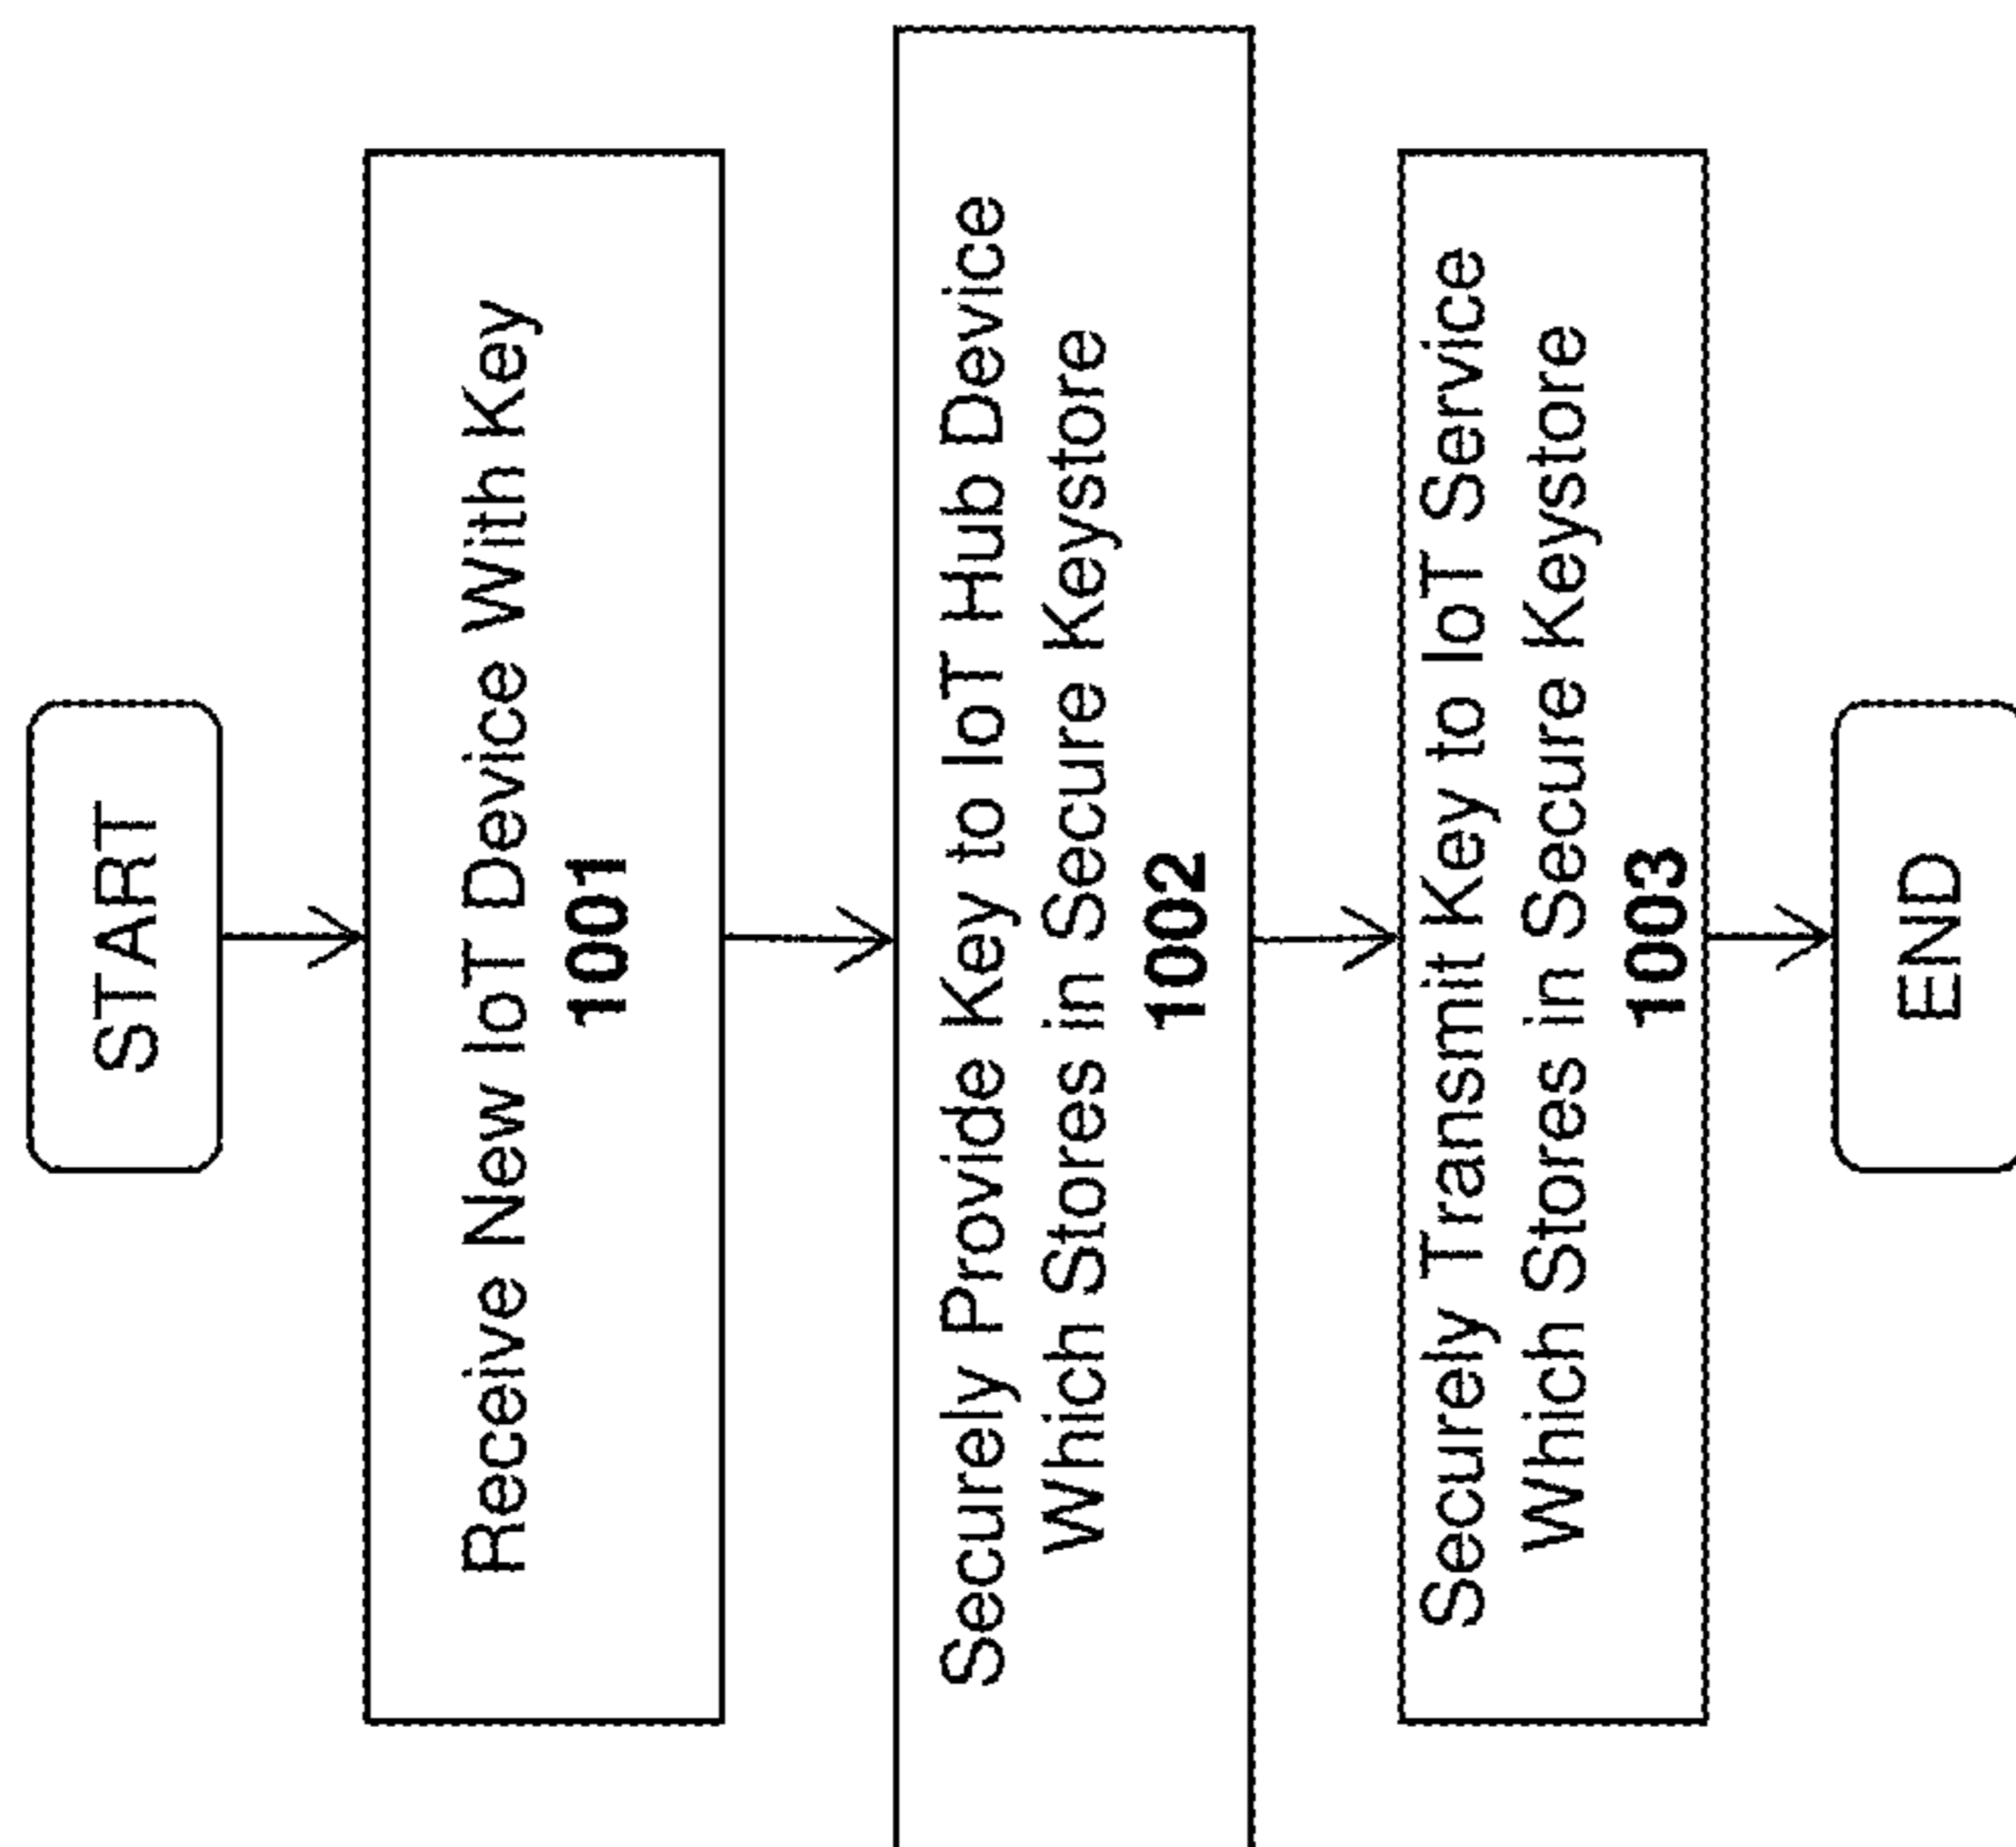 START
Receive New IoT Device With Key
1001
Securely Provide Key to IoT Hub Device
Which Stores in Secure Keystore
1002
Securely Transmit Key to IoT Service
Which Stores in Secure Keystore
1003
END